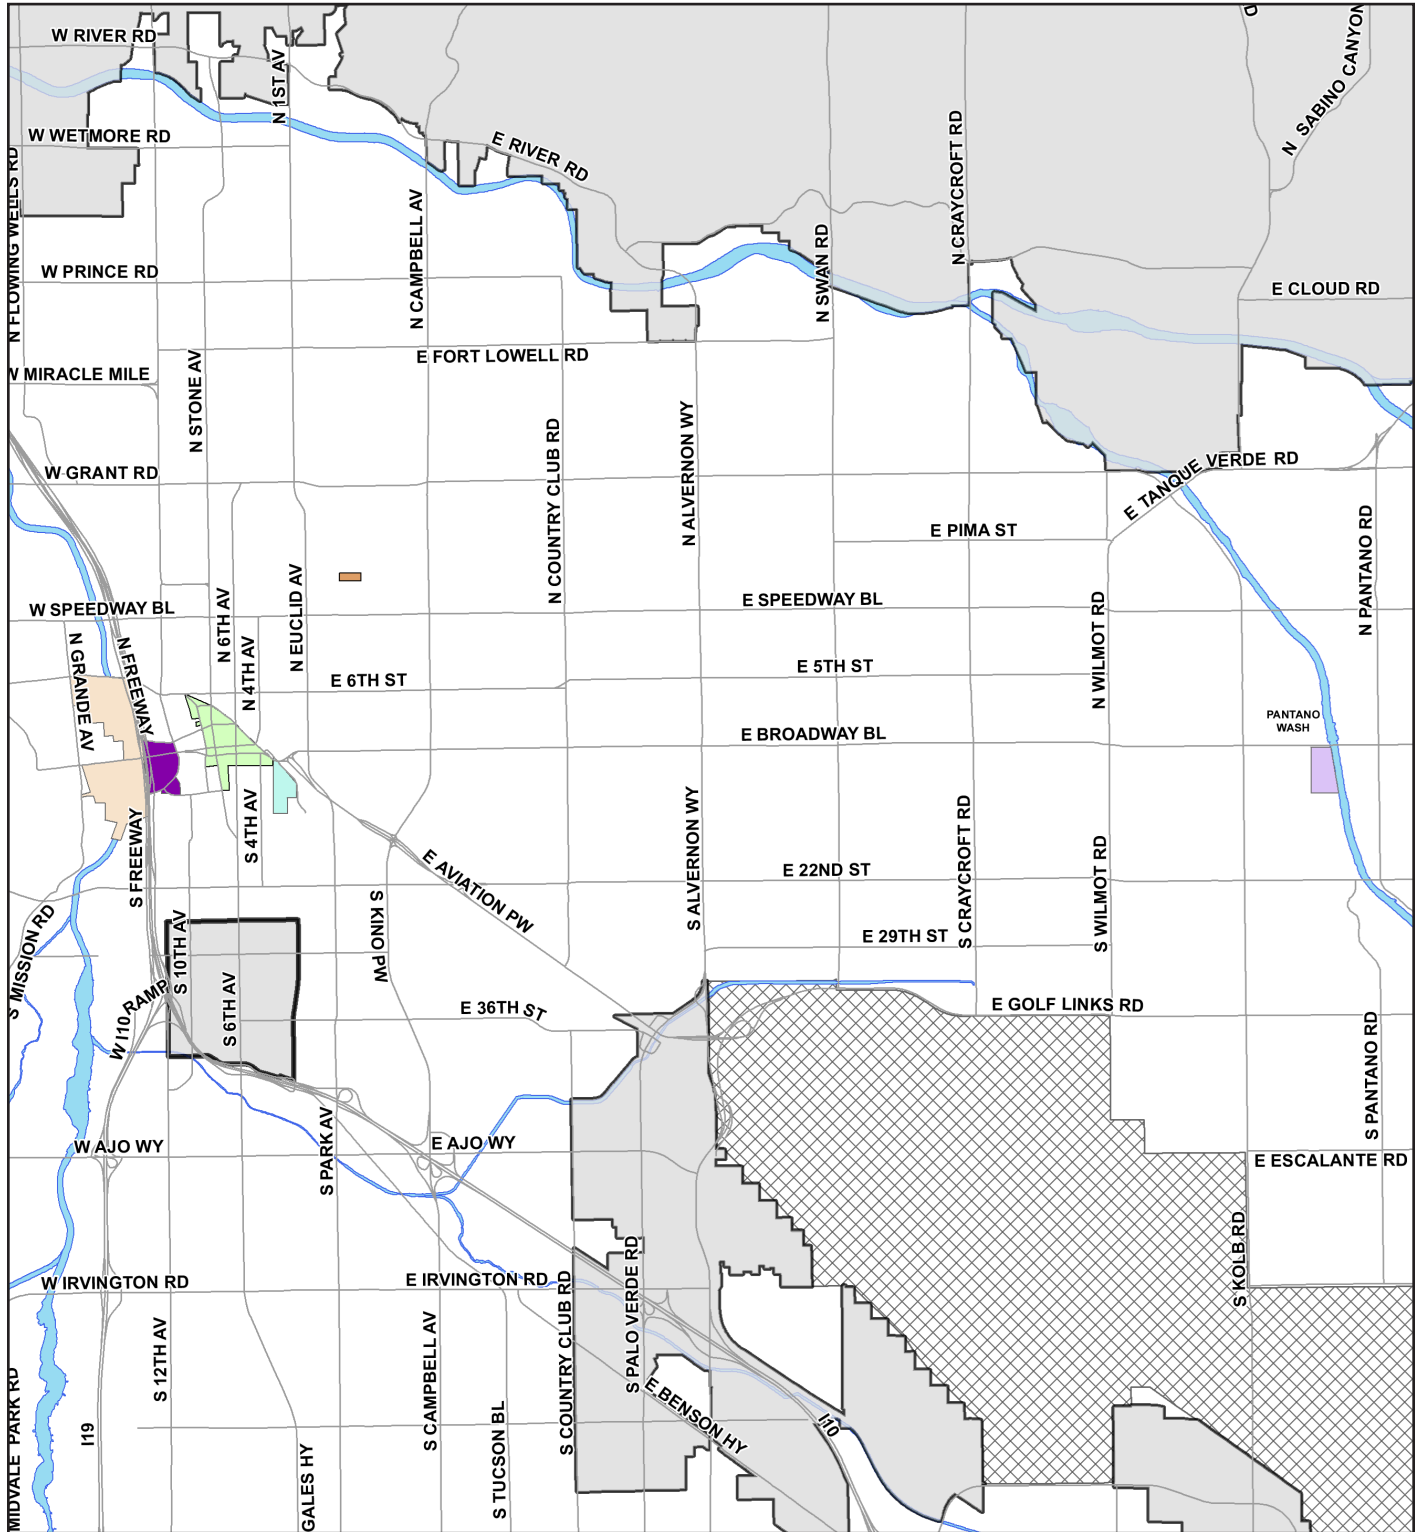 W RIVER RD
N 1ST AV
W WETMORE RD
N FLOWING WELLS RD
E RIVER RD
N CRAYCROFT RD
N SABINO CANYON
D
N CAMPBELL AV
W PRINCE RD
N SWAN RD
E CLOUD RD
E FORT LOWELL RD
W MIRACLE MILE
N STONE AV
N COUNTRY CLUB RD
N ALVERNON WY
W GRANT RD
E TANQUE VERDE RD
E PIMA ST
N PANTANO RD
W SPEEDWAY BL
N 6TH AV
N EUCLID AV
E SPEEDWAY BL
N WILMOT RD
N GRANDE AV
N FREEWAY
N 4TH AV
E 6TH ST
E 5TH ST
PANTANO
WASH
E BROADWAY BL
S FREEWAY
S 4TH AV
S ALVERNON WY
S CRAYCROFT RD
S WILMOT RD
E AVIATION PW
E 22ND ST
S MISSION RD
S 10TH AV
S KINO PW
E 29TH ST
W I10 RAMP
S 6TH AV
E 36TH ST
E GOLF LINKS RD
S PANTANO RD
W AJO WY
S PARK AV
E AJO WY
E ESCALANTE RD
W IRVINGTON RD
E IRVINGTON RD
S COUNTRY CLUB RD
S PALO VERDE RD
S KOLB RD
MIDVALE PARK RD
I19
S 12TH AV
GALES HY
S CAMPBELL AV
S TUCSON BL
E BENSON HY
I10